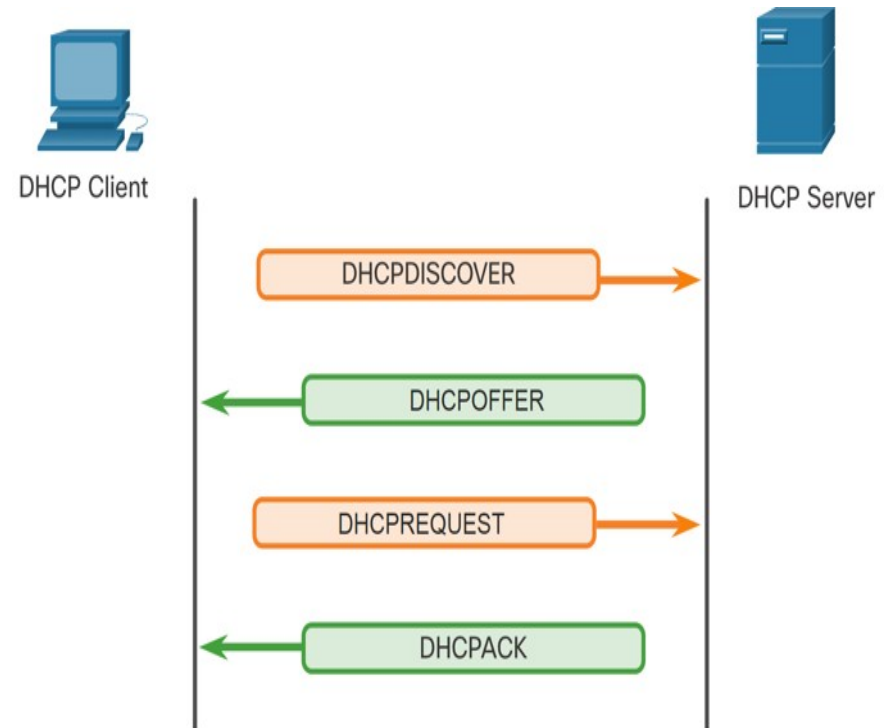 DHCP Client
DHCP Server
DHCPDISCOVER
DHCPOFFER
DHCPREQUEST
DHCPACK